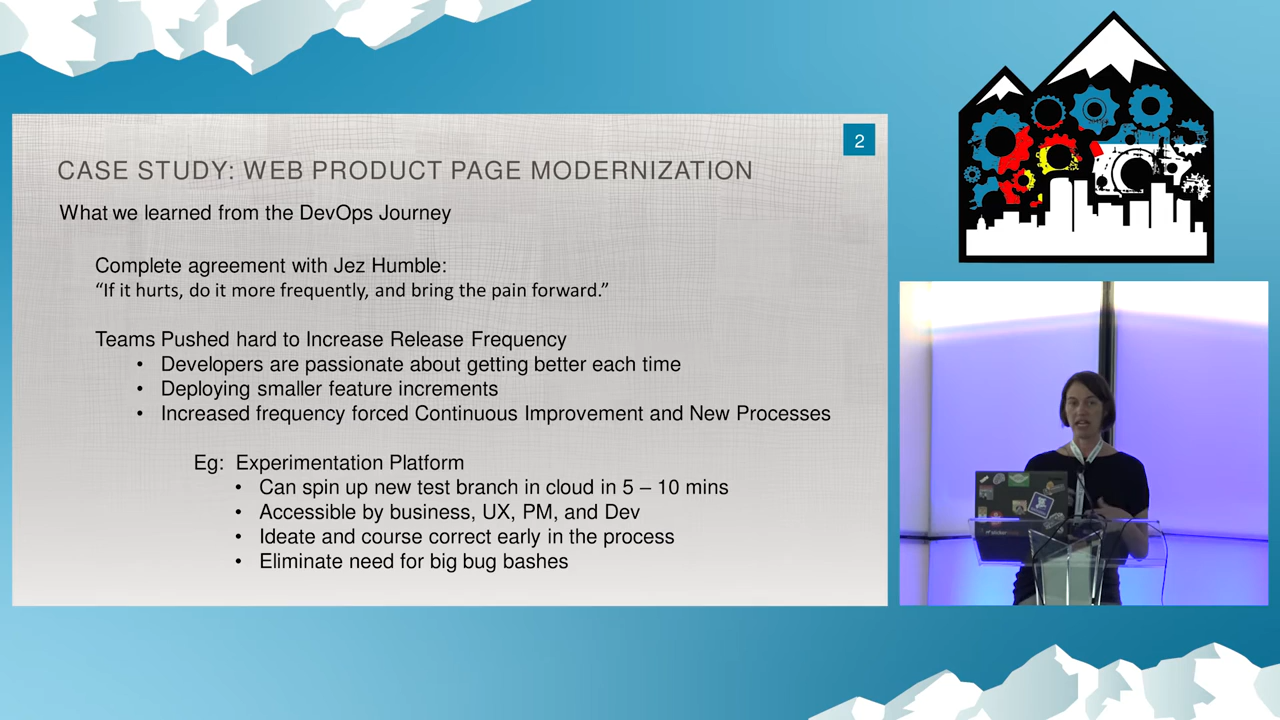 2
CASE STUDY: WEB PRODUCT PAGE MODERNIZATION
What we learned from the DevOps Journey
Complete agreement with Jez Humble:
“If it hurts, do it more frequently, and bring the pain forward.”
Teams Pushed hard to Increase Release Frequency
• Developers are passionate about getting better each time
• Deploying smaller feature increments
• Increased frequency forced Continuous Improvement and New Processes
Eg: Experimentation Platform
• Can spin up new test branch in cloud in 5 – 10 mins
• Accessible by business, UX, PM, and Dev
• Ideate and course correct early in the process
• Eliminate need for big bug bashes